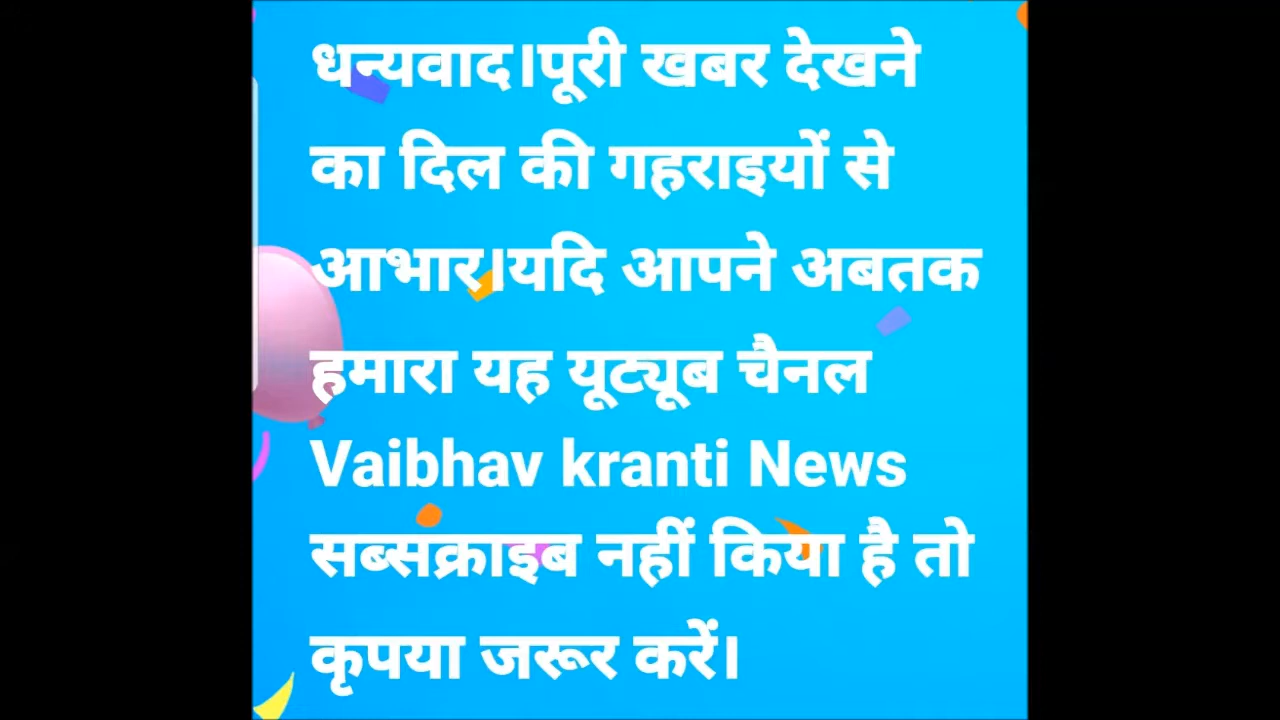 धन्यवाद।पूरी खबर देखने
का दिल की गहराइयों से
आभार।यदि आपने अबतक
हमारा यह यूट्यूब चैनल
Vaibhav kranti News
सब्सक्राइब नहीं किया है तो
कृपया जरूर करें।